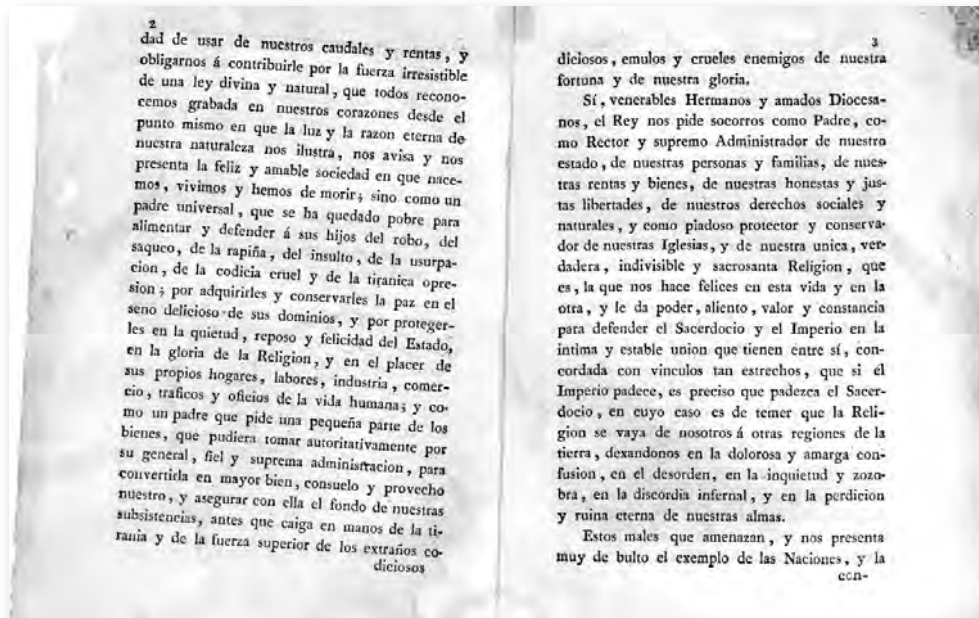 2
dad de usar de nuestros caudales y rentas, y
obligarnos á contribuirle por la fuerza irresistible
de una ley divina y natural, que todos recono-
cemos grabada en nuestros corazones desde el
punto mismo en que la luz y la razon eterna de
nuestra naturaleza nos ilustra, nos avisa y nos
presenta la feliz y amable sociedad en que nace-
mos, vivimos y hemos de morir; sino como un
padre universal, que se ha quedado pobre para
alimentar y defender á sus hijos del robo, del
saqueo, de la rapiña, del insulto, de la usurpa-
cion, de la codicia cruel y de la tiranica opre-
sion; por adquirirles y conservarles la paz en el
seno delicioso de sus dominios, y por proteger-
les en la quietud, reposo y felicidad del Estado,
en la gloria de la Religion, y en el placer de
sus propios hogares, labores, industria, comer-
cio, traficos y oficios de la vida humana; y co-
mo un padre que pide una pequeña parte de los
bienes, que pudiera tomar autoritativamente por
su general, fiel y suprema administracion, para
convertirla en mayor bien, consuelo y provecho
nuestro, y asegurar con ella el fondo de nuestras
subsistencias, antes que caiga en manos de la ti-
rania y de la fuerza superior de los extraños co-
diciosos
3
diciosos, emulos y crueles enemigos de nuestra
fortuna y de nuestra gloria.
Sí, venerables Hermanos y amados Diocesa-
nos, el Rey nos pide socorros como Padre, co-
mo Rector y supremo Administrador de nuestro
estado, de nuestras personas y familias, de nues-
tras rentas y bienes, de nuestras honestas y jus-
tas libertades, de nuestros derechos sociales y
naturales, y como piadoso protector y conserva-
dor de nuestras Iglesias, y de nuestra unica, ver-
dadera, indivisible y sacrosanta Religion, que
es, la que nos hace felices en esta vida y en la
otra, y le da poder, aliento, valor y constancia
para defender el Sacerdocio y el Imperio en la
intima y estable union que tienen entre sí, con-
cordada con vinculos tan estrechos, que si el
Imperio padece, es preciso que padezca el Sacer-
docio, en cuyo caso es de temer que la Reli-
gion se vaya de nosotros á otras regiones de la
tierra, dexandonos en la dolorosa y amarga con-
fusion, en el desorden, en la inquietud y zozo-
bra, en la discordia infernal, y en la perdicion
y ruina eterna de nuestras almas.
Estos males que amenazan, y nos presenta
muy de bulto el exemplo de las Naciones, y la
con-